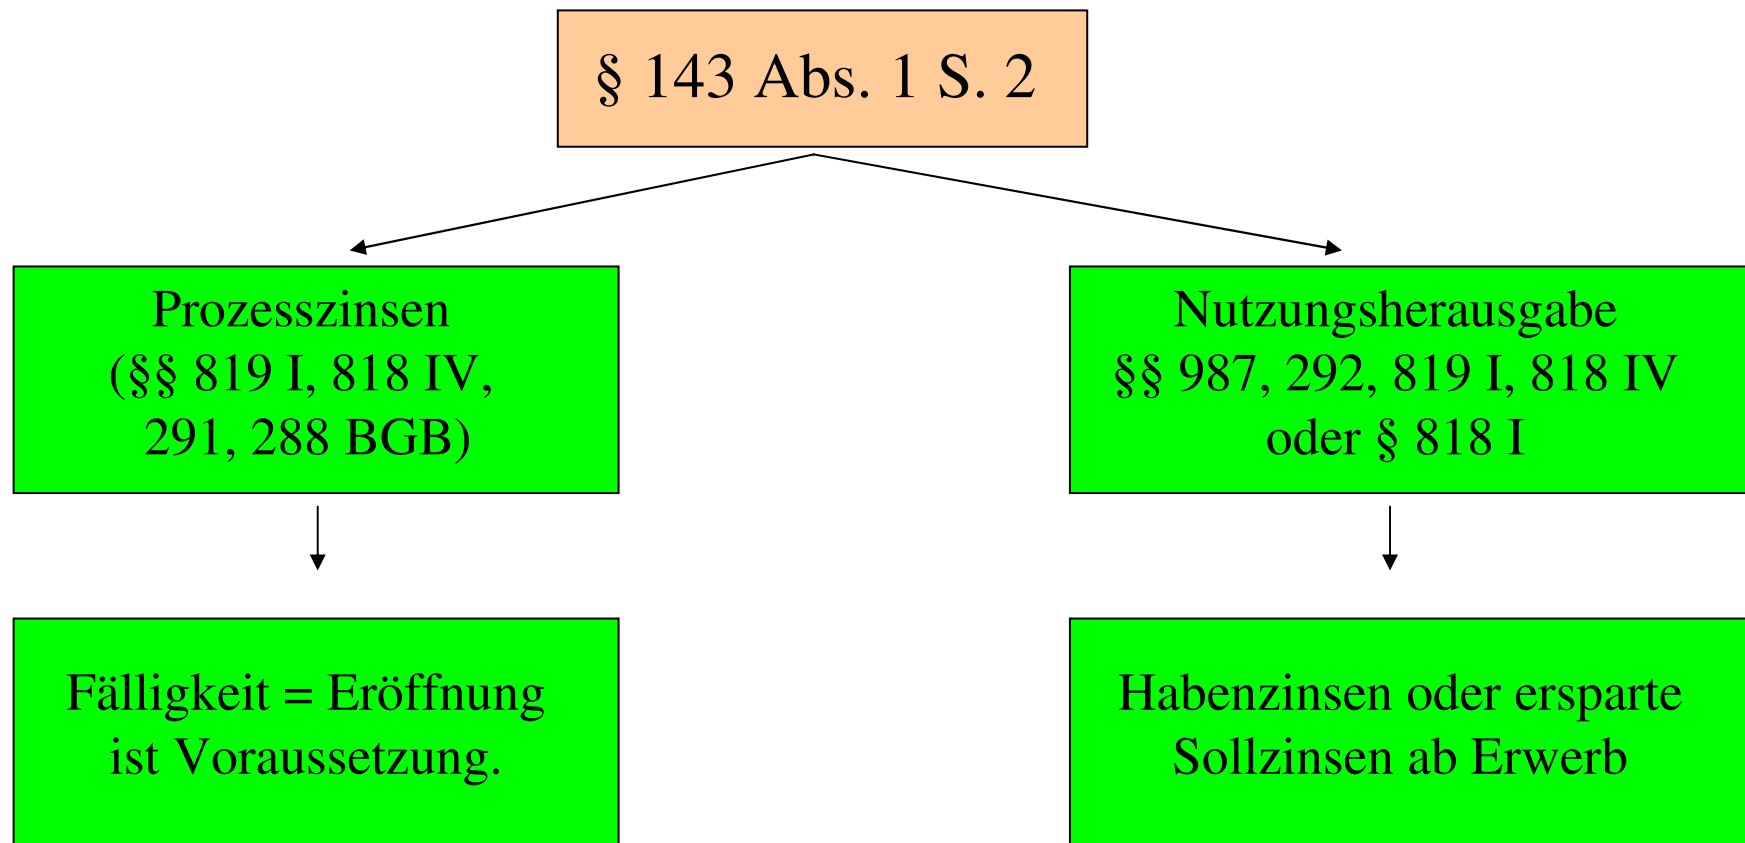 § 143 Abs. 1 S. 2
Prozesszinsen
(§§ 819 I, 818 IV,
291, 288 BGB)
Nutzungsherausgabe
§§ 987, 292, 819 I, 818 IV
oder § 818 I
Fälligkeit = Eröffnung
ist Voraussetzung.
Habenzinsen oder ersparte
Sollzinsen ab Erwerb